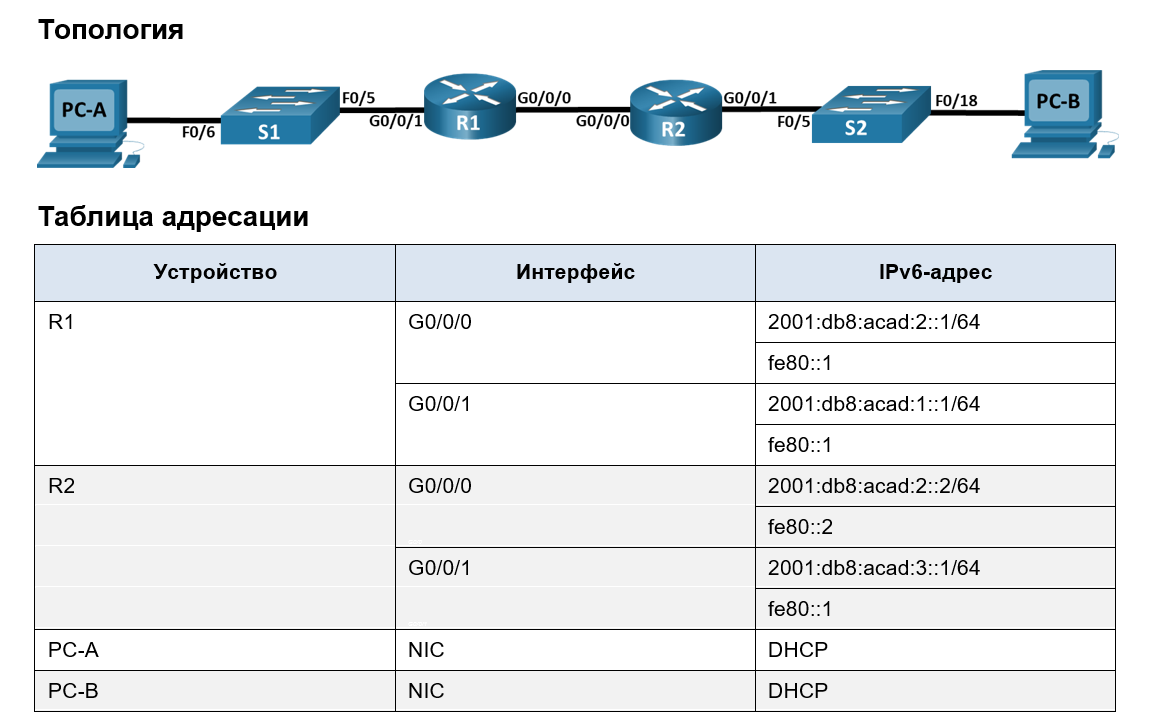 Топология
PC-A
F0/6
S1
F0/5
G0/0/1
R1
G0/0/0
G0/0/0
R2
G0/0/1
F0/5
S2
F0/18
PC-B
Таблица адресации
Устройство Интерфейс IPv6-адрес
R1 G0/0/0 2001:db8:acad:2::1/64
fe80::1
G0/0/1 2001:db8:acad:1::1/64
fe80::1
R2 G0/0/0 2001:db8:acad:2::2/64
fe80::2
G0/0/1 2001:db8:acad:3::1/64
fe80::1
PC-A NIC DHCP
PC-B NIC DHCP